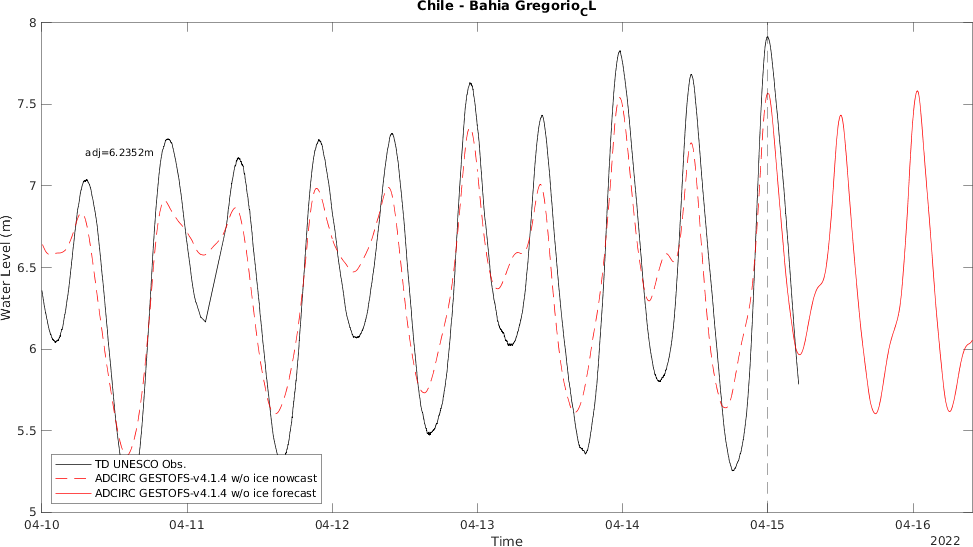 Chile - Bahia Gregorio_CL
8
7.5
adj=6.2352m
7
6.5
6
5.5
5
Water Level (m)
TD UNESCO Obs.
ADCIRC GESTOFS-v4.1.4 w/o ice nowcast
ADCIRC GESTOFS-v4.1.4 w/o ice forecast
04-10 04-11 04-12 04-13 04-14 04-15 04-16
Time
2022